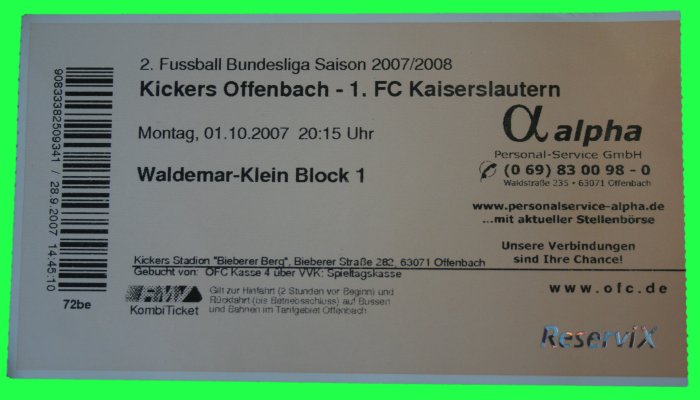 2. Fussball Bundesliga Saison 2007/2008
Kickers Offenbach - 1. FC Kaiserslautern
Montag, 01.10.2007 20:15 Uhr
Waldemar-Klein Block 1
α alpha
Personal-Service GmbH
(0 69) 83 00 98 - 0
Waldstraße 235 • 63071 Offenbach
www.personalservice-alpha.de
...mit aktueller Stellenbörse
Unsere Verbindungen
sind Ihre Chance!
Kickers Stadion "Bieberer Berg", Bieberer Straße 282, 63071 Offenbach
Gebucht von: OFC Kasse 4 über VVK: Spieltagskasse
www.ofc.de
KombiTicket
Gilt zur Hinfahrt (2 Stunden vor Beginn) und
Rückfahrt (bis Betriebsschluss) auf Bussen
und Bahnen im Tarifgebiet Offenbach
ReserviX
90833382509341 / 28.9.2007 14:45:10
72be